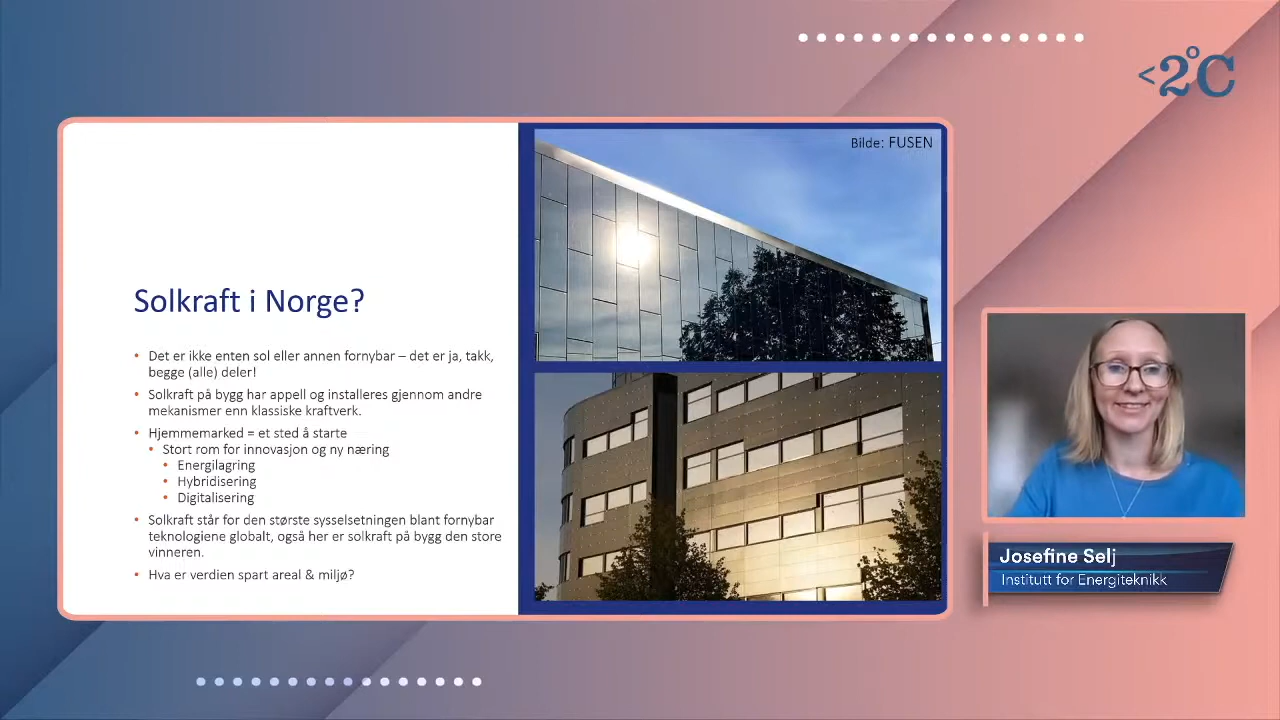 <2°C
Bilde: FUSEN
Solkraft i Norge?
• Det er ikke enten sol eller annen fornybar – det er ja, takk,
begge (alle) deler!
• Solkraft på bygg har appell og installeres gjennom andre
mekanismer enn klassiske kraftverk.
• Hjemmemarked = et sted å starte
• Stort rom for innovasjon og ny næring
• Energilagring
• Hybridisering
• Digitalisering
• Solkraft står for den største sysselsetningen blant fornybar
teknologiene globalt, også her er solkraft på bygg den store
vinneren.
• Hva er verdien spart areal & miljø?
Josefine Selj
Institutt for Energiteknikk